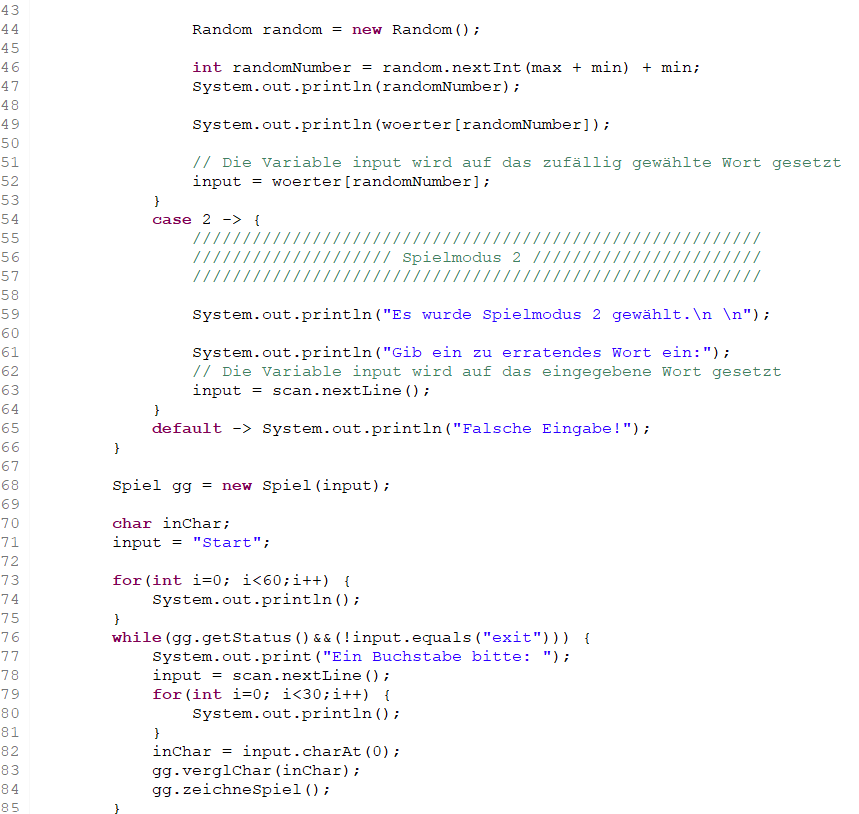 43
44 Random random = new Random();
45
46 int randomNumber = random.nextInt(max + min) + min;
47 System.out.println(randomNumber);
48
49 System.out.println(woerter[randomNumber]);
50
51 // Die Variable input wird auf das zufällig gewählte Wort gesetzt
52 input = woerter[randomNumber];
53 }
54 case 2 -> {
55 /////////////////////////////////////////////////////////
56 //////////////////// Spielmodus 2 ///////////////////////
57 /////////////////////////////////////////////////////////
58
59 System.out.println("Es wurde Spielmodus 2 gewählt.\n \n");
60
61 System.out.println("Gib ein zu erratendes Wort ein:");
62 // Die Variable input wird auf das eingegebene Wort gesetzt
63 input = scan.nextLine();
64 }
65 default -> System.out.println("Falsche Eingabe!");
66 }
67
68 Spiel gg = new Spiel(input);
69
70 char inChar;
71 input = "Start";
72
73 for(int i=0; i<60;i++) {
74 System.out.println();
75 }
76 while(gg.getStatus()&&(!input.equals("exit"))) {
77 System.out.print("Ein Buchstabe bitte: ");
78 input = scan.nextLine();
79 for(int i=0; i<30;i++) {
80 System.out.println();
81 }
82 inChar = input.charAt(0);
83 gg.verglChar(inChar);
84 gg.zeichneSpiel();
85 }